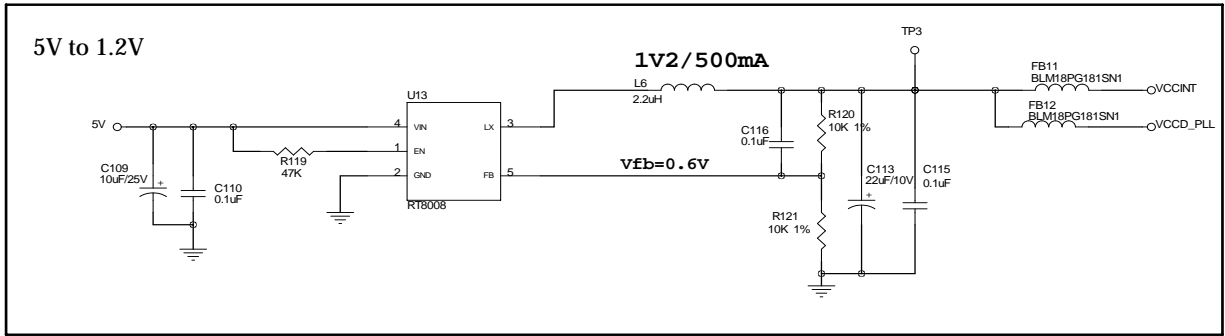 5V to 1.2V
TP3
1V2/500mA
FB11
BLM18PG181SN1
VCCINT
L6
2.2uH
FB12
BLM18PG181SN1
VCCD_PLL
U13
5V
4 VIN LX 3
R120
10K 1%
C116
0.1uF
1 EN
R119
47K
Vfb=0.6V
C109
10uF/25V
+
C110
0.1uF
2 GND FB 5
RT8008
C113
22uF/10V
+
C115
0.1uF
R121
10K 1%